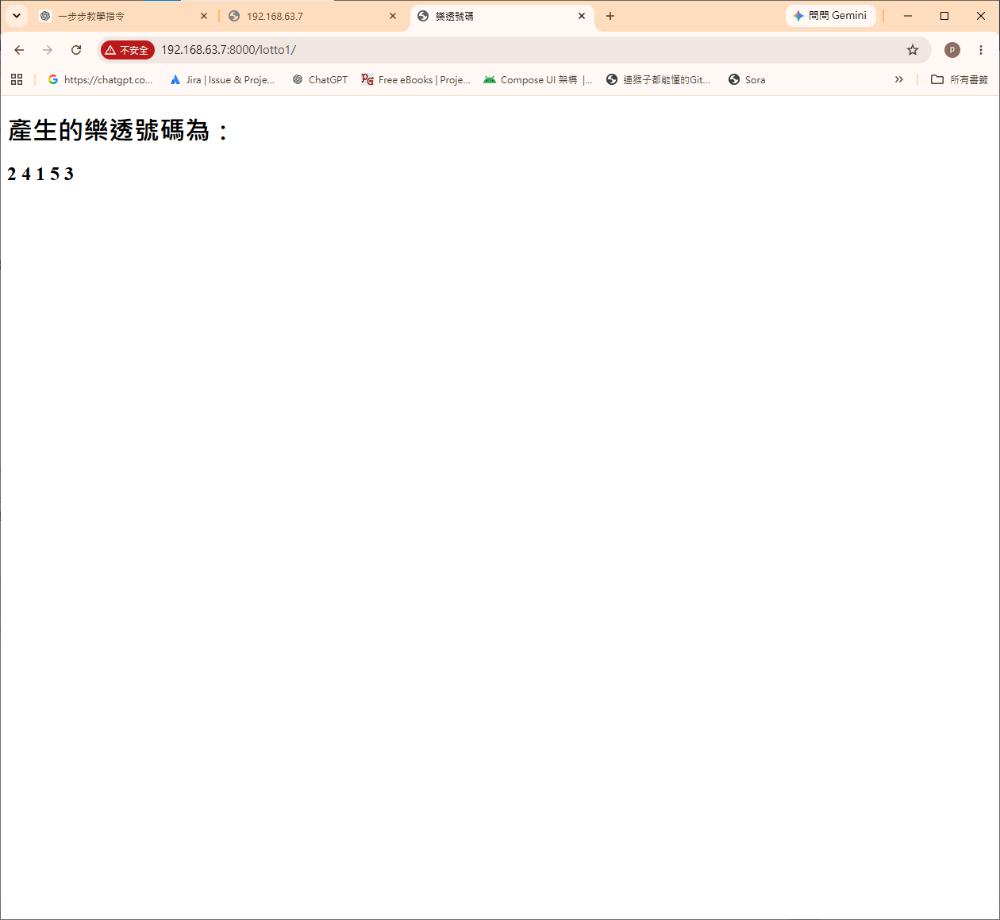 一步步教學指令
192.168.63.7
樂透號碼
問問 Gemini
不安全
192.168.63.7:8000/lotto1/
P
https://chatgpt.co...
Jira | Issue & Proje...
ChatGPT
PG
Free eBooks | Proje...
Compose UI 架構 |...
連猴子都能懂的Git...
Sora
所有書籤
產生的樂透號碼為：
2 4 1 5 3